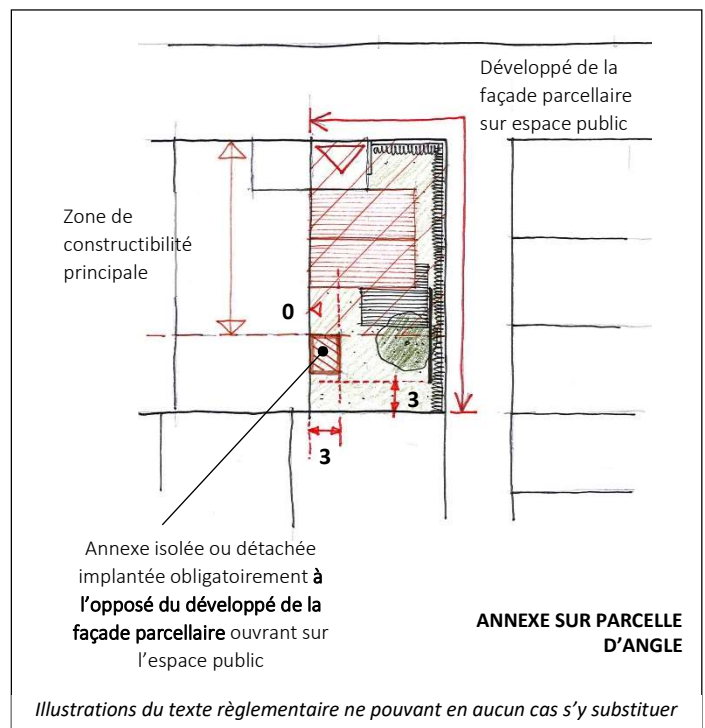 Développé de la
façade parcellaire
sur espace public
Zone de
constructibilité
principale
0
3
3
Annexe isolée ou détachée
implantée obligatoirement à
l'opposé du développé de la
façade parcellaire ouvrant sur
l'espace public
ANNEXE SUR PARCELLE
D'ANGLE
Illustrations du texte règlementaire ne pouvant en aucun cas s'y substituer